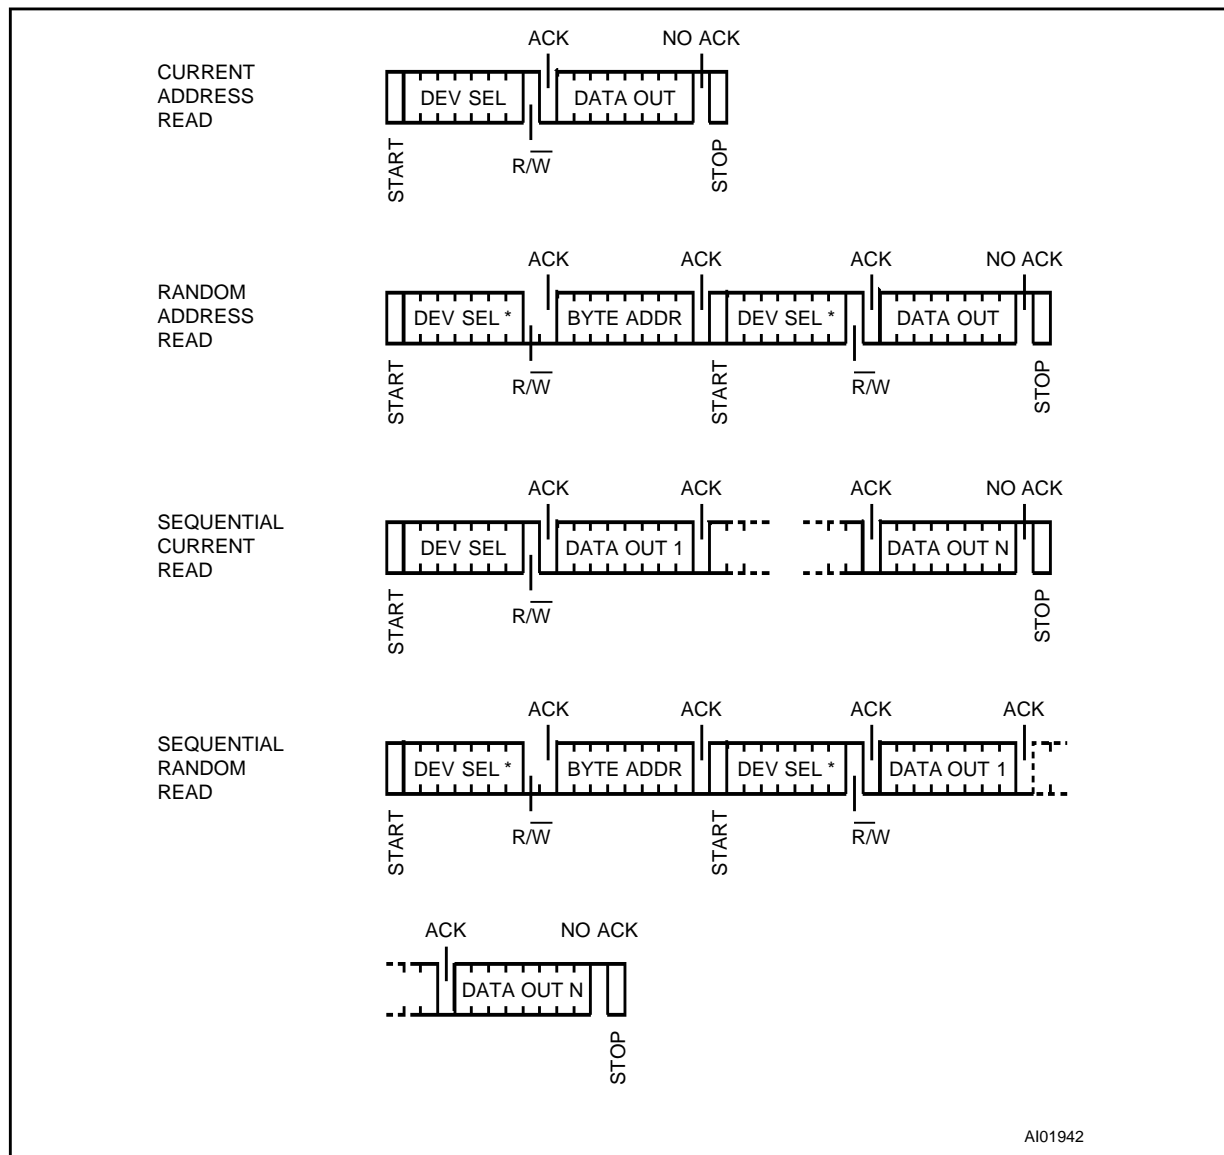 ACK NO ACK
CURRENT
ADDRESS
READ
DEV SEL DATA OUT
START R/W̅ STOP
ACK ACK ACK NO ACK
RANDOM
ADDRESS
READ
DEV SEL * BYTE ADDR DEV SEL * DATA OUT
START R/W̅ START R̅/W STOP
ACK ACK ACK NO ACK
SEQUENTIAL
CURRENT
READ
DEV SEL DATA OUT 1 DATA OUT N
START R/W̅ STOP
ACK ACK ACK ACK
SEQUENTIAL
RANDOM
READ
DEV SEL * BYTE ADDR DEV SEL * DATA OUT 1
START R/W̅ START R̅/W
ACK NO ACK
DATA OUT N
STOP
AI01942